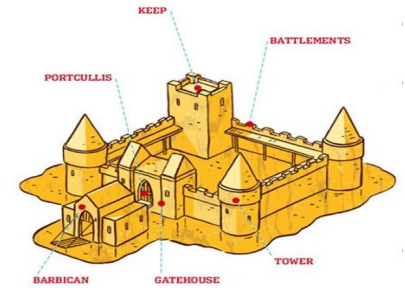 KEEP
BATTLEMENTS
PORTCULLIS
TOWER
BARBICAN
GATEHOUSE